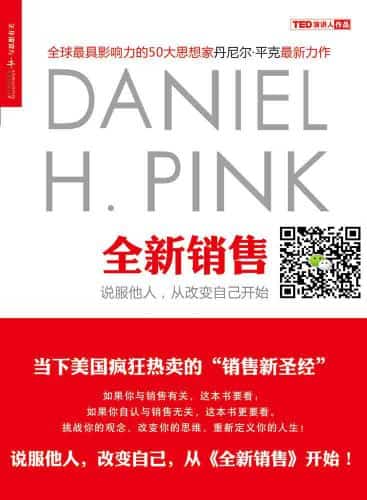 TED演讲人作品
全球最具影响力的50大思想家丹尼尔·平克最新力作
DANIEL
H. PINK
全新销售
说服他人，从改变自己开始
当下美国疯狂热卖的“销售新圣经”
如果你与销售有关，这本书要看；
如果你自认与销售无关，这本书更要看。
挑战你的观念，改变你的思维，重新定义你的人生！
说服他人，改变自己，从《全新销售》开始！